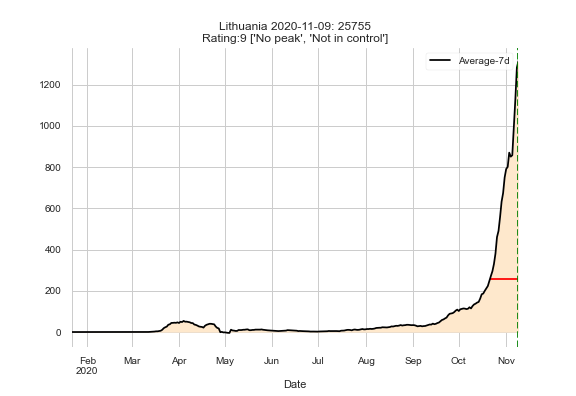 Lithuania 2020-11-09: 25755
Rating:9 ['No peak', 'Not in control']
Average-7d
1200
1000
800
600
400
200
0
Feb Mar Apr May Jun Jul Aug Sep Oct Nov
2020
Date